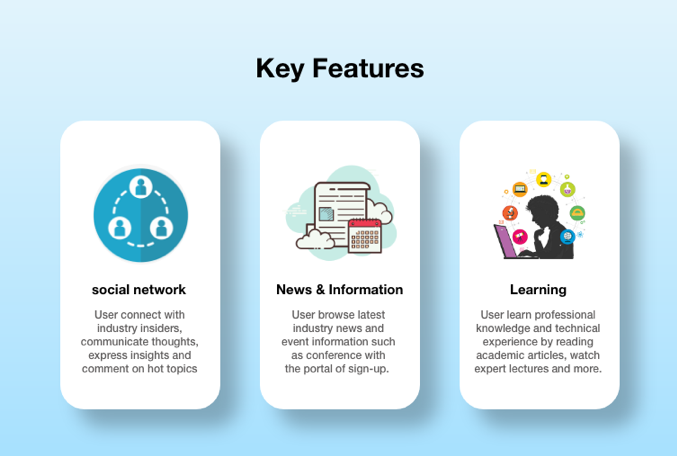 Key Features
social network
User connect with
industry insiders,
communicate thoughts,
express insights and
comment on hot topics
News & Information
User browse latest
industry news and
event information such
as conference with
the portal of sign-up.
Learning
User learn professional
knowledge and technical
experience by reading
academic articles, watch
expert lectures and more.